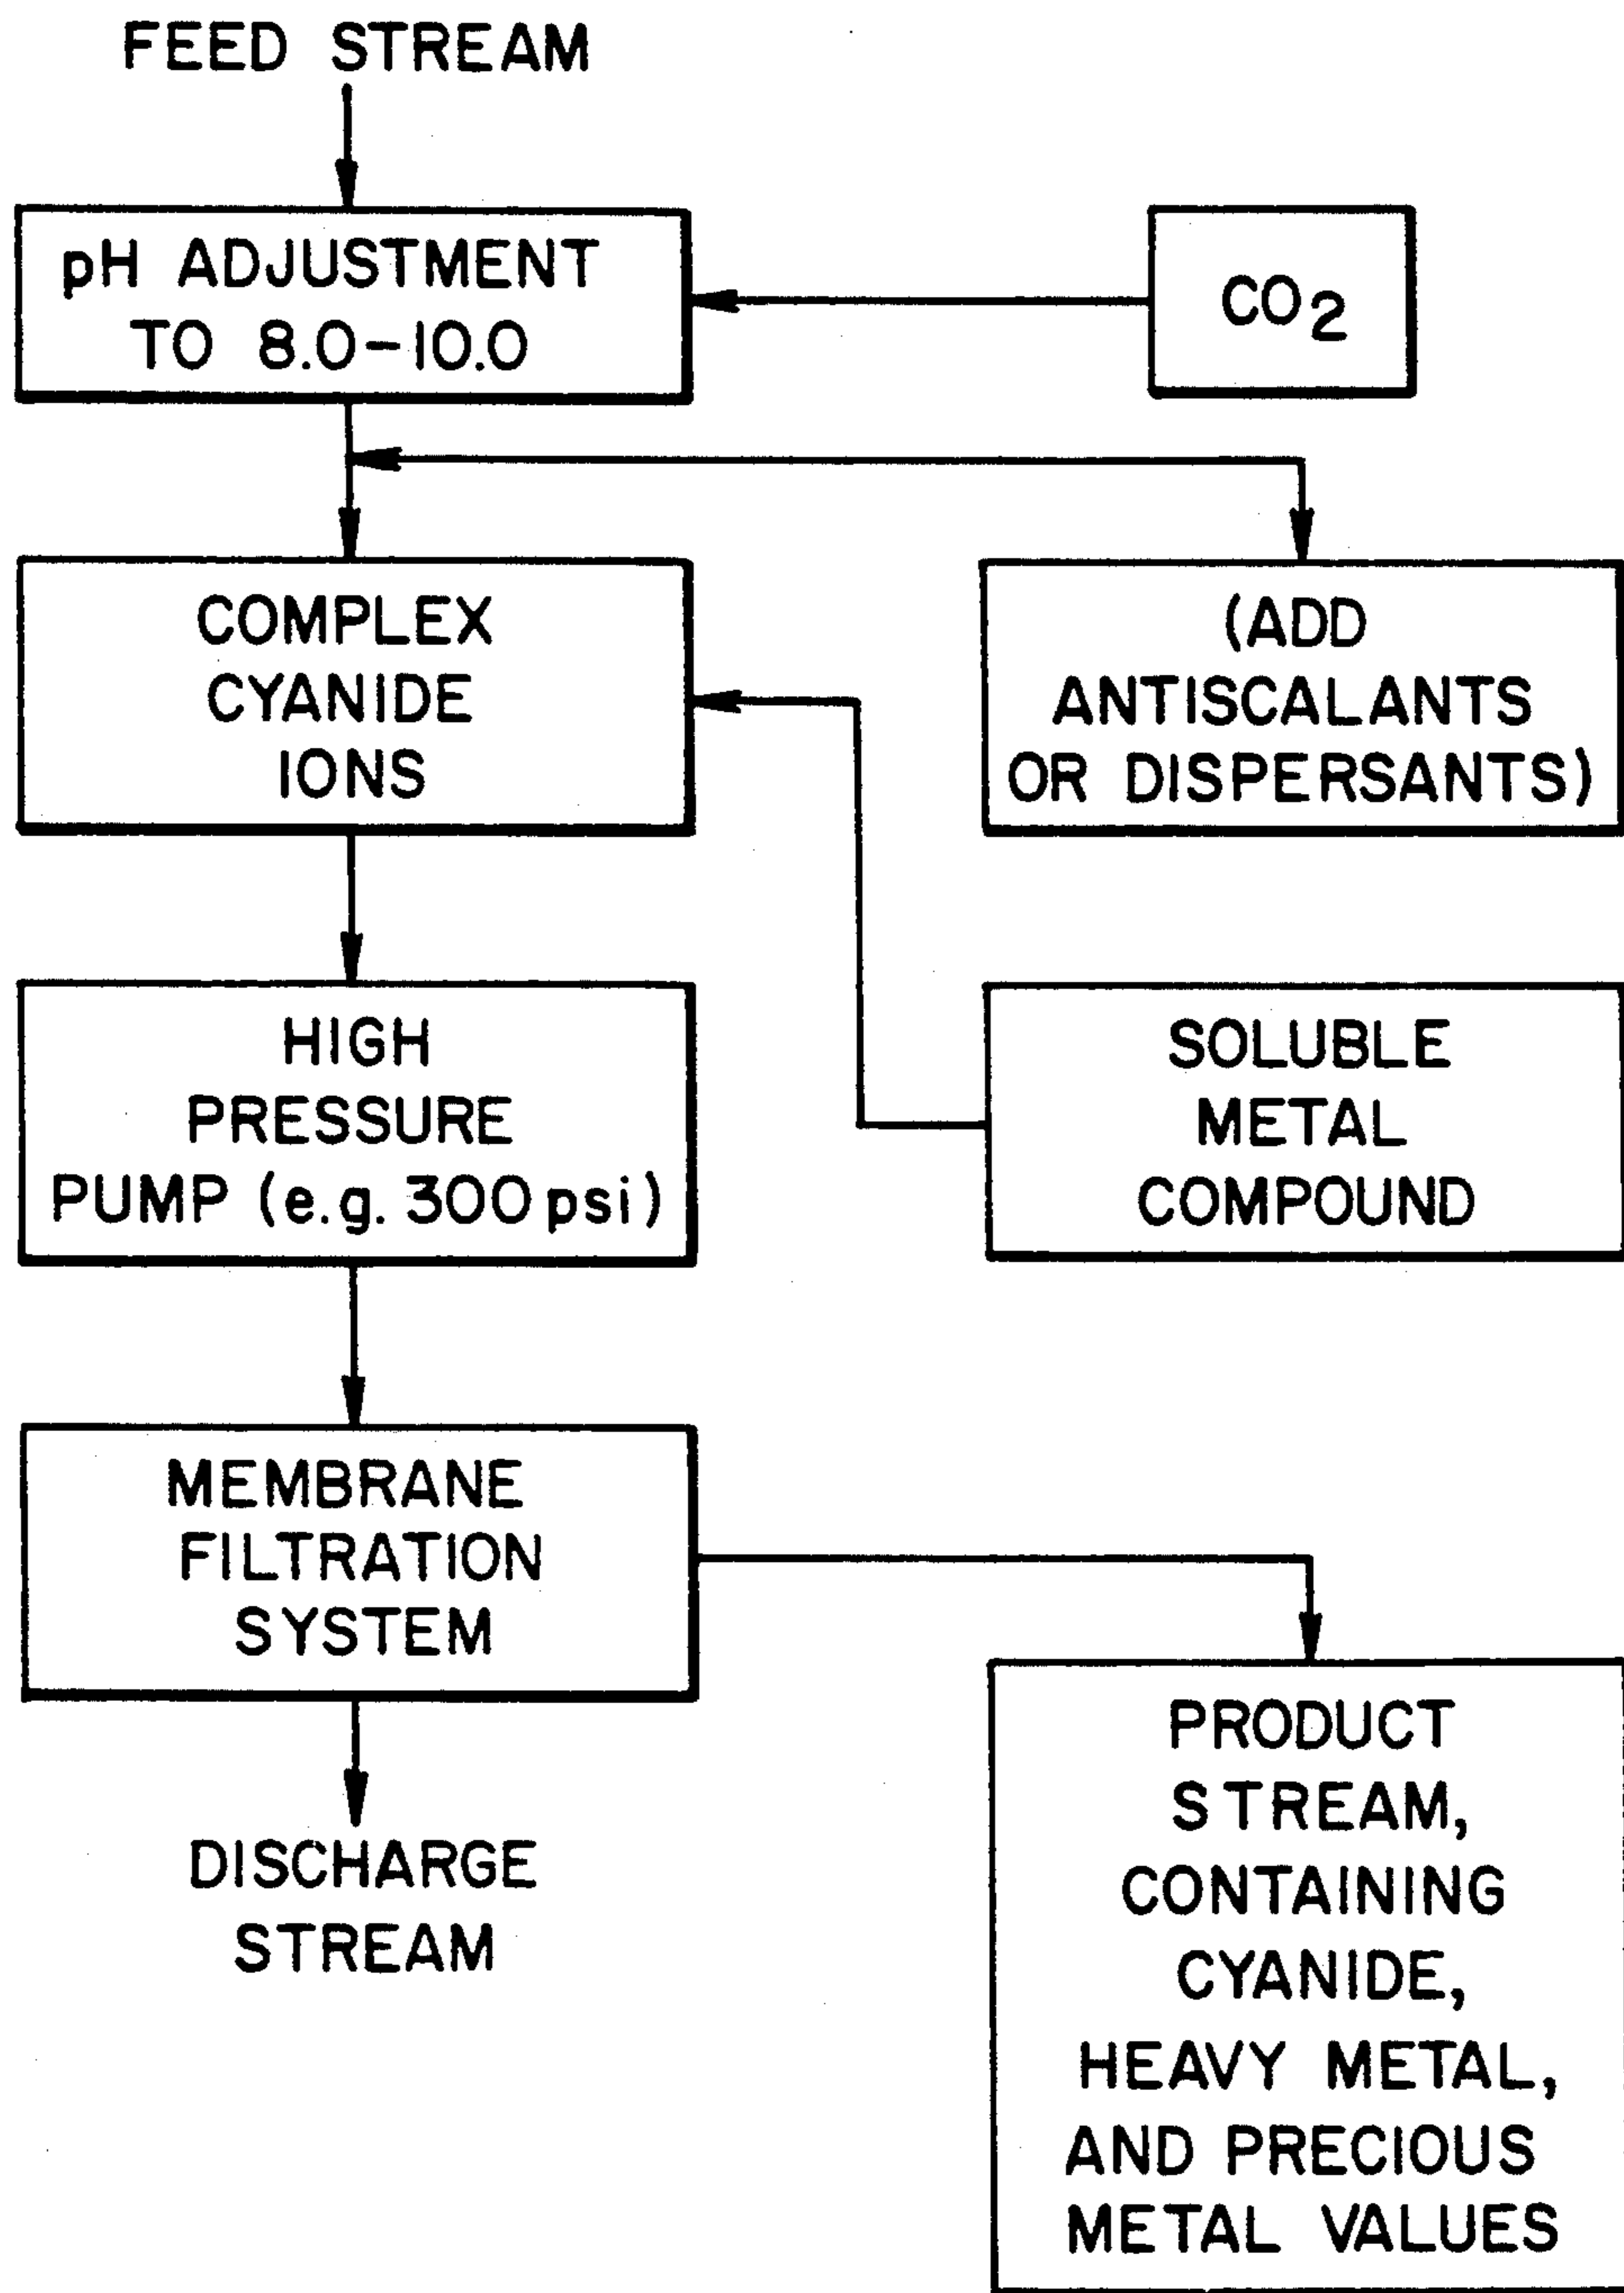 FEED STREAM
pH ADJUSTMENT
TO 8.0-10.0
CO2
COMPLEX
CYANIDE
IONS
(ADD
ANTISCALANTS
OR DISPERSANTS)
HIGH
PRESSURE
PUMP (e.g. 300 psi)
SOLUBLE
METAL
COMPOUND
MEMBRANE
FILTRATION
SYSTEM
DISCHARGE
STREAM
PRODUCT
STREAM,
CONTAINING
CYANIDE,
HEAVY METAL,
AND PRECIOUS
METAL VALUES